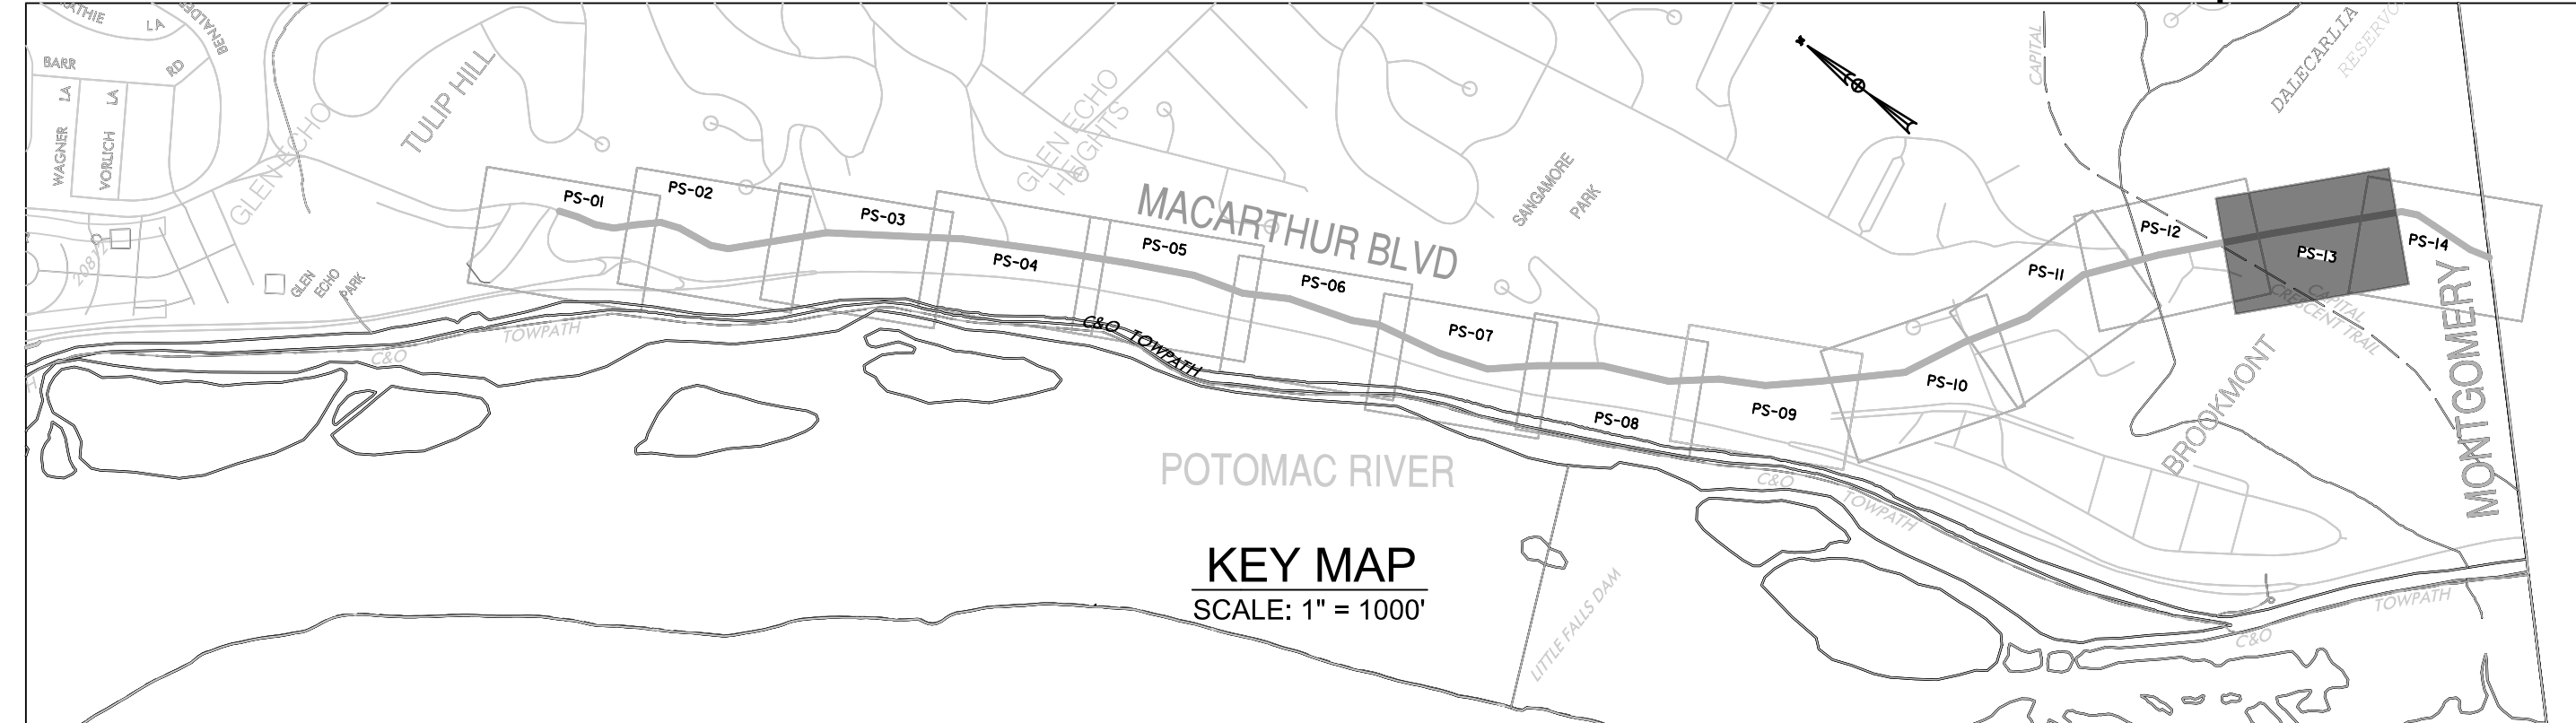 LA
BENALDER
BARR
RD
LA
LA
WAGNER
VORLICH
GLEN ECHO
TULIP HILL
GLEN ECHO
HEIGHTS
SANGAMORE
PARK
CAPITAL
DALECARLIA
MACARTHUR BLVD
PS-01
PS-02
PS-03
PS-04
PS-05
PS-06
PS-07
PS-08
PS-09
PS-10
PS-11
PS-12
PS-13
PS-14
GLEN
ECHO
PARK
CAPITAL
CRESCENT TRAIL
MONTGOMERY
BROOKMONT
C&O
TOWPATH
C&O TOWPATH
POTOMAC RIVER
C&O
TOWPATH
KEY MAP
SCALE: 1" = 1000'
LITTLE FALLS DAM
C&O
TOWPATH